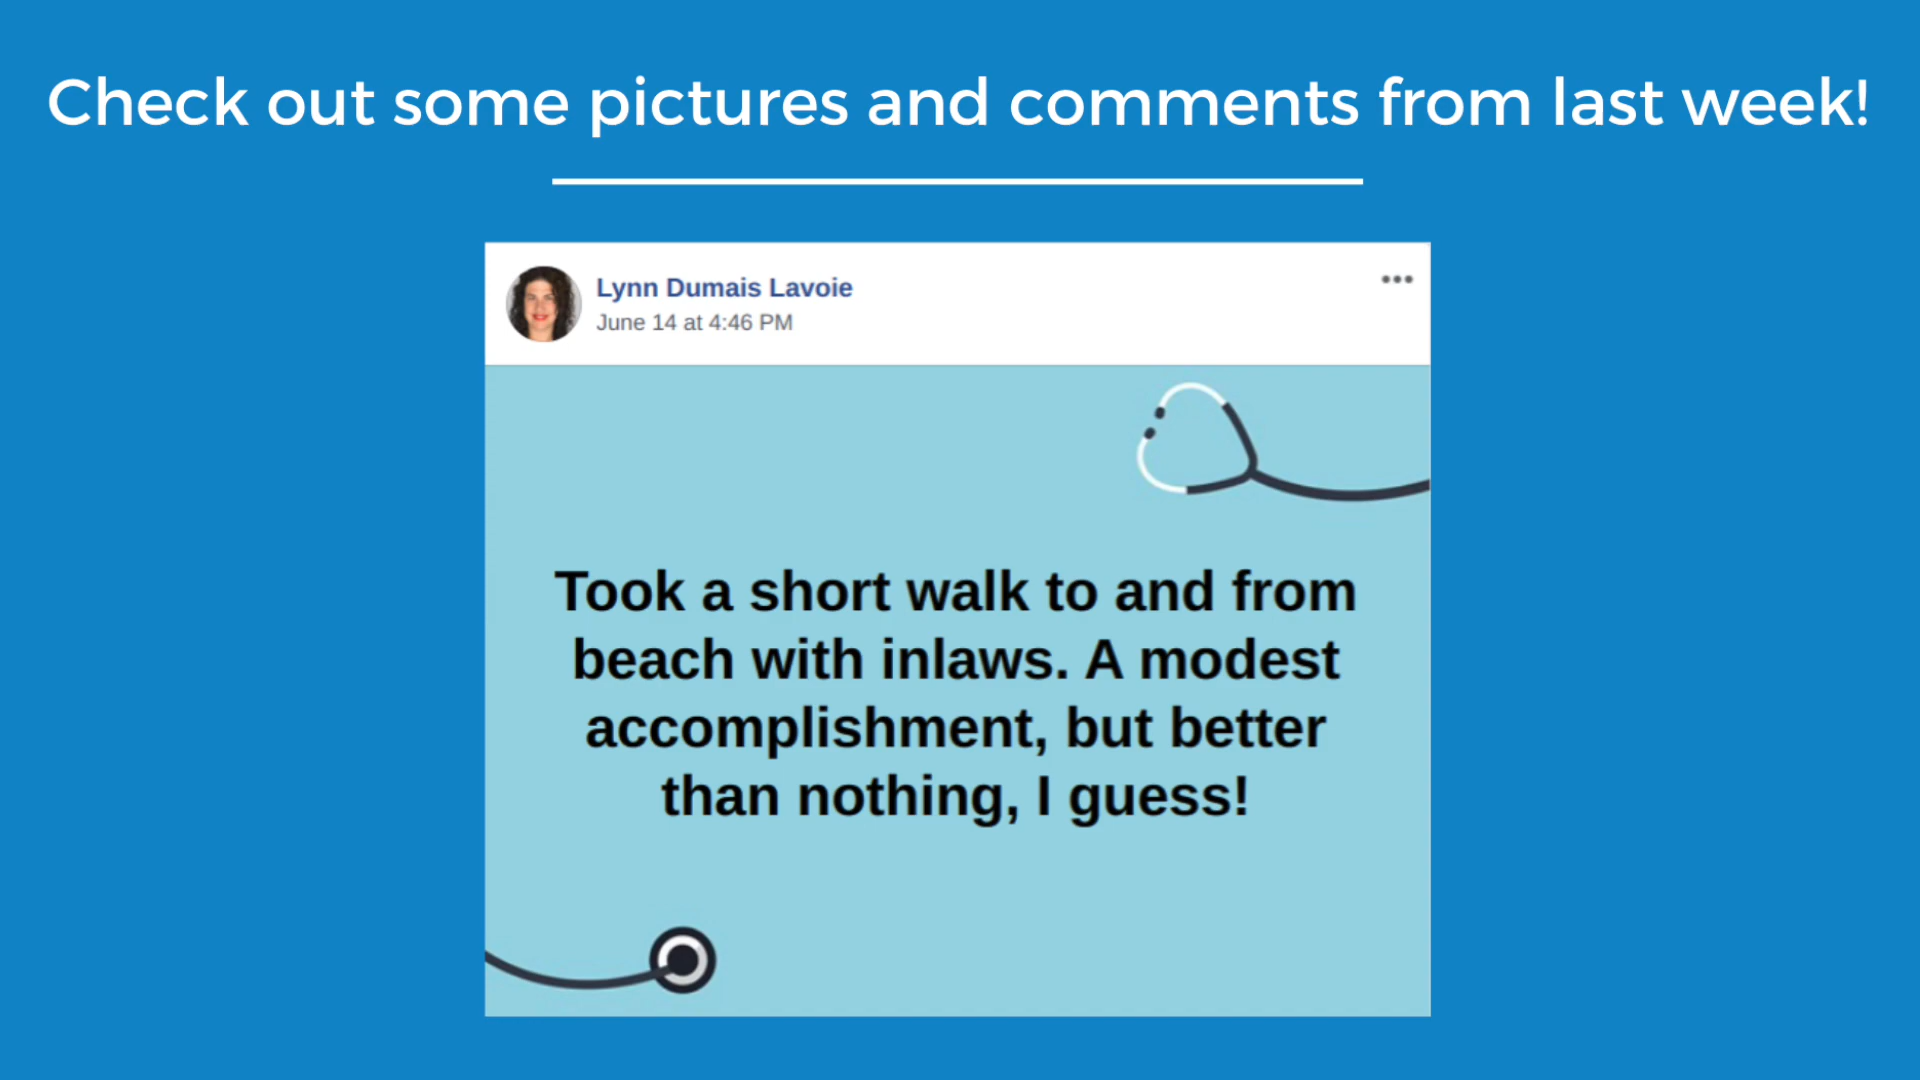 Check out some pictures and comments from last week!
Lynn Dumais Lavoie
June 14 at 4:46 PM
Took a short walk to and from
beach with inlaws. A modest
accomplishment, but better
than nothing, I guess!